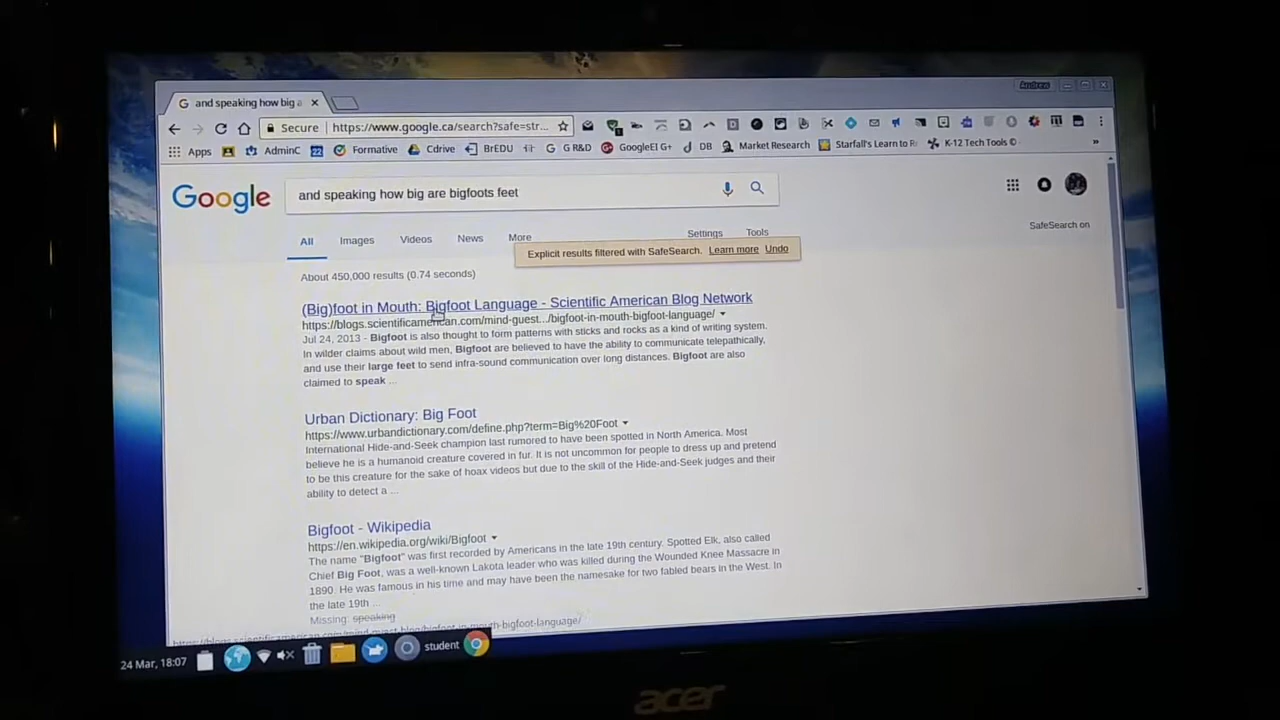 and speaking how big a
Andrew
Secure https://www.google.ca/search?safe=str...
Apps AdminC 22 Formative Cdrive BrEDU G R&D GoogleEI G+ DB Market Research Starfall's Learn to R K-12 Tech Tools ©
Google and speaking how big are bigfoots feet
SafeSearch on
All Images Videos News More Settings Tools
Explicit results filtered with SafeSearch. Learn more Undo
About 450,000 results (0.74 seconds)
(Big)foot in Mouth: Bigfoot Language - Scientific American Blog Network
https://blogs.scientificamerican.com/mind-guest.../bigfoot-in-mouth-bigfoot-language/
Jul 24, 2013 - Bigfoot is also thought to form patterns with sticks and rocks as a kind of writing system.
In wilder claims about wild men, Bigfoot are believed to have the ability to communicate telepathically,
and use their large feet to send infra-sound communication over long distances. Bigfoot are also
claimed to speak ...
Urban Dictionary: Big Foot
https://www.urbandictionary.com/define.php?term=Big%20Foot
International Hide-and-Seek champion last rumored to have been spotted in North America. Most
believe he is a humanoid creature covered in fur. It is not uncommon for people to dress up and pretend
to be this creature for the sake of hoax videos but due to the skill of the Hide-and-Seek judges and their
ability to detect a ...
Bigfoot - Wikipedia
https://en.wikipedia.org/wiki/Bigfoot
The name "Bigfoot" was first recorded by Americans in the late 19th century. Spotted Elk, also called
Chief Big Foot, was a well-known Lakota leader who was killed during the Wounded Knee Massacre in
1890. He was famous in his time and may have been the namesake for two fabled bears in the West. In
the late 19th ...
Missing: speaking
https://blogs.scientificamerican.com/mind-guest-blog/bigfoot-in-mouth-bigfoot-language/
24 Mar, 18:07 student
acer